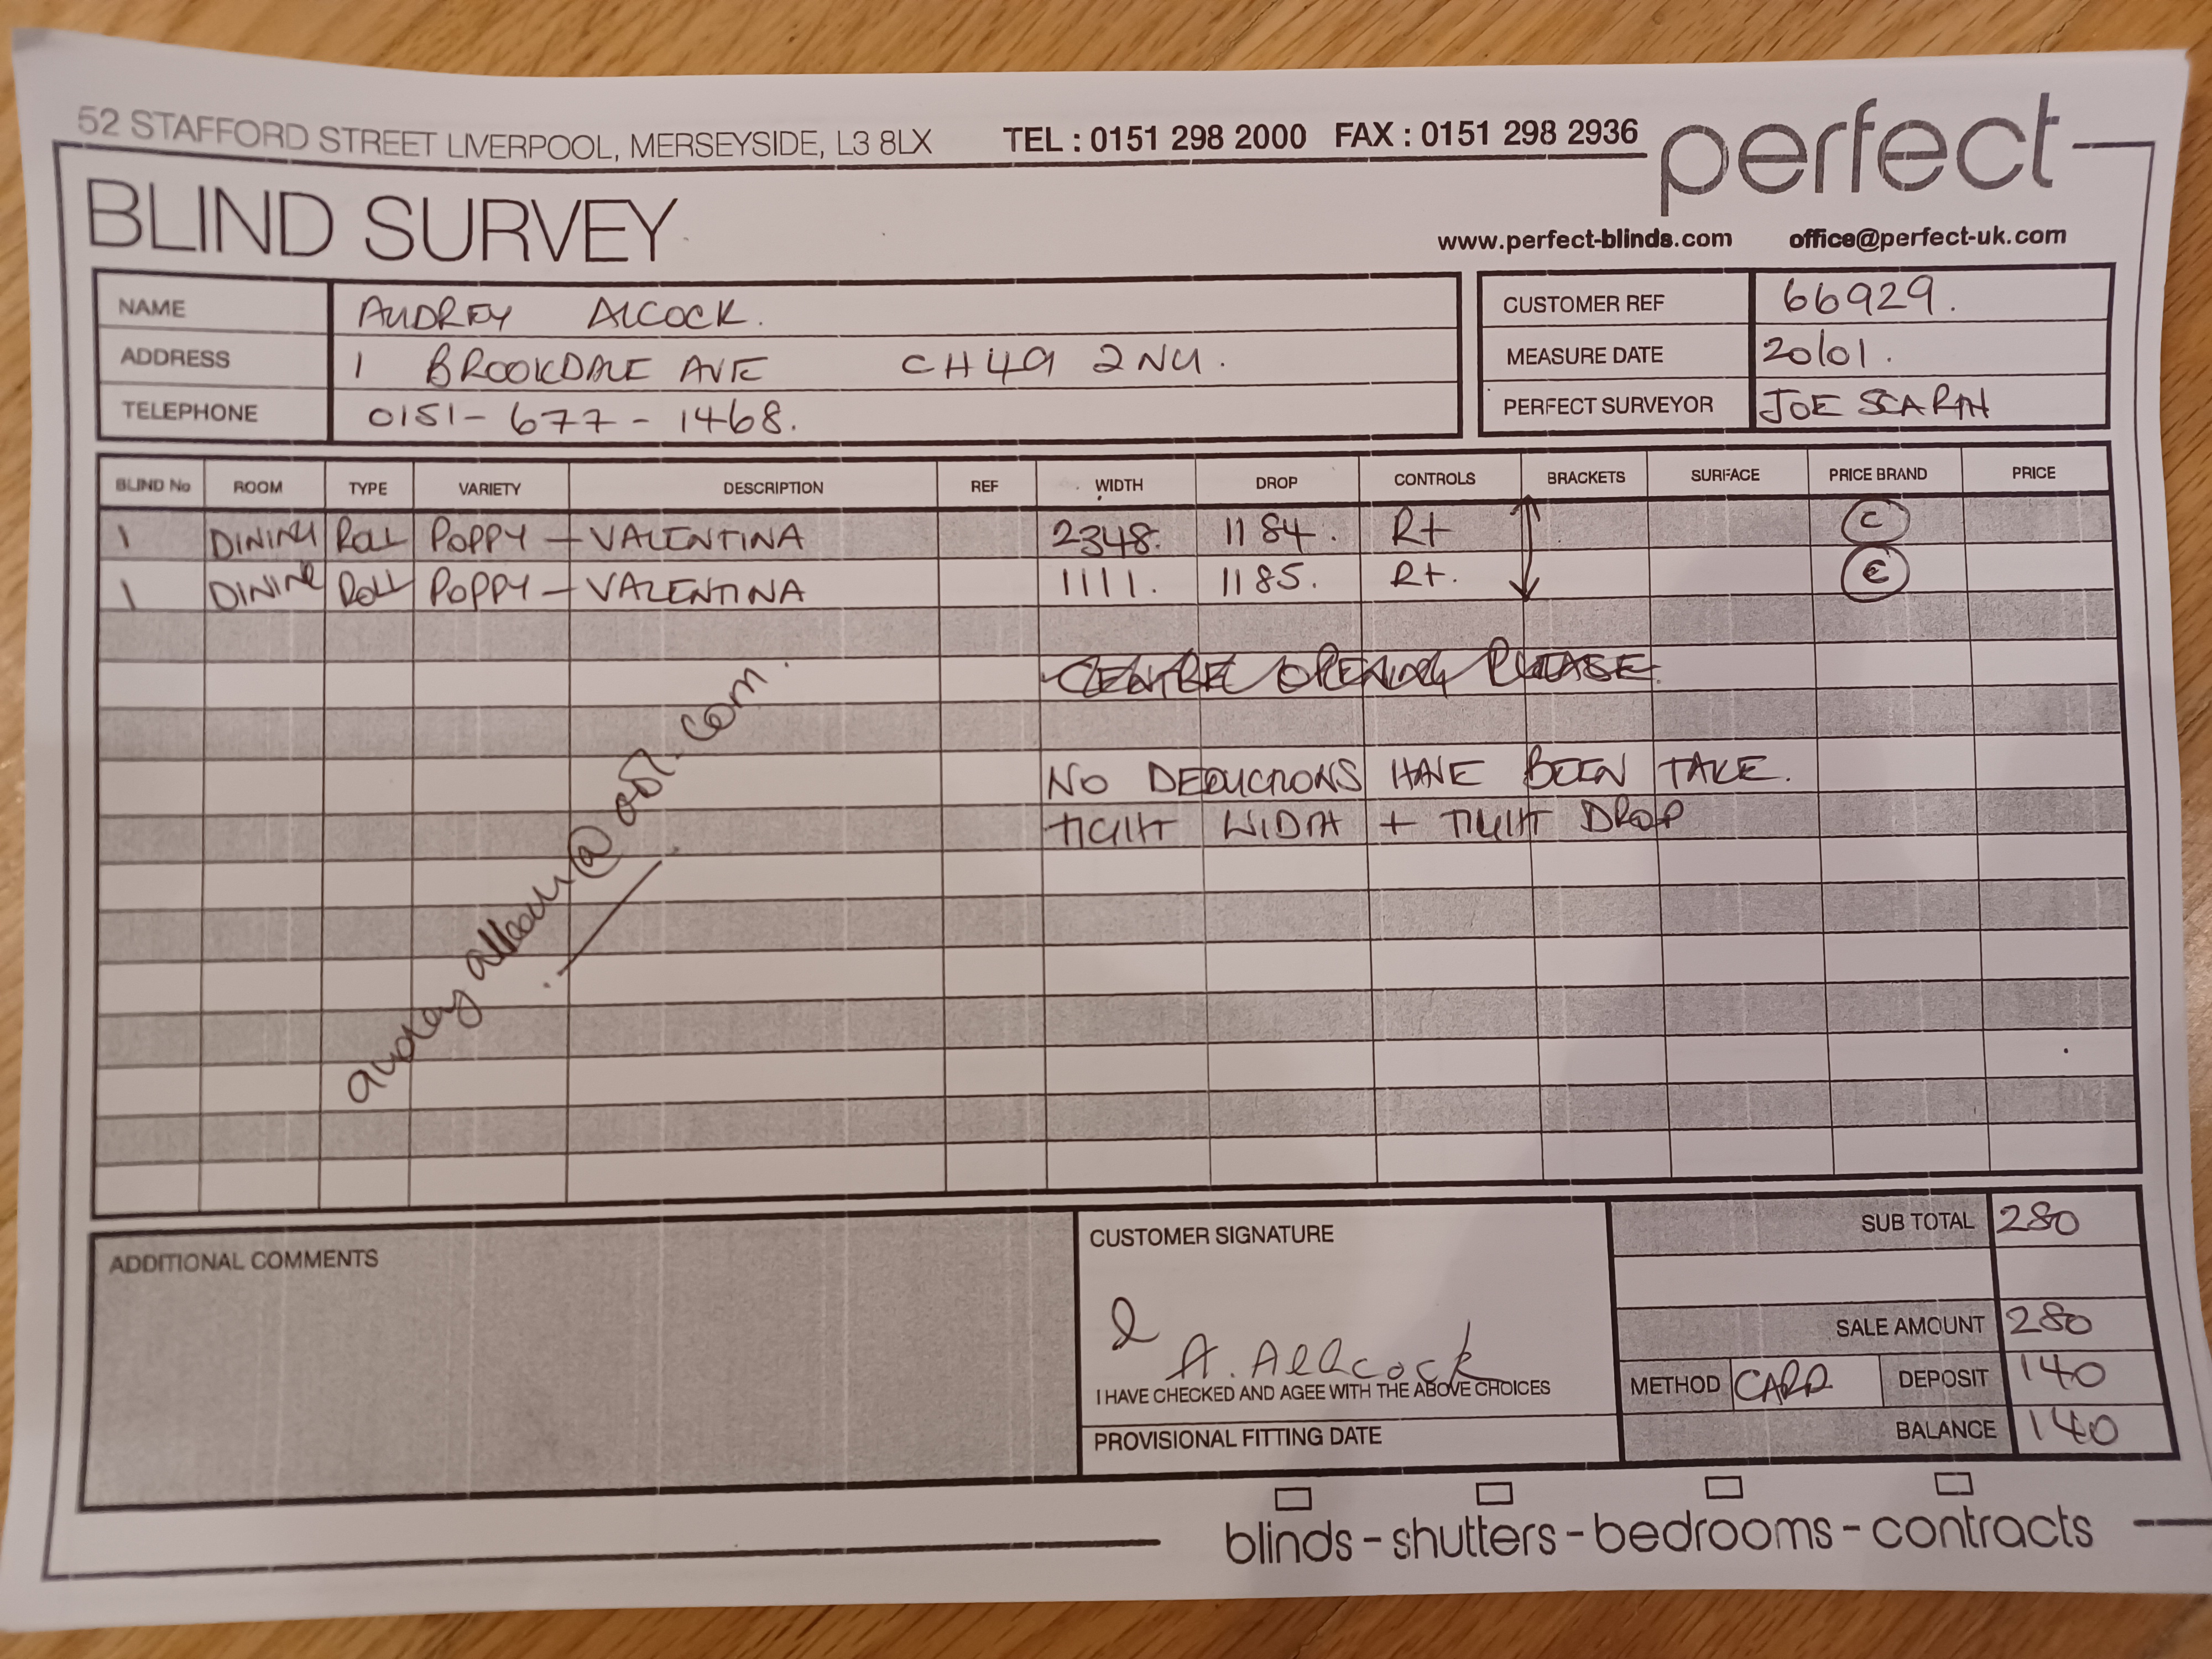 52 STAFFORD STREET LIVERPOOL, MERSEYSIDE, L3 8LX TEL : 0151 298 2000 FAX : 0151 298 2936 perfect
BLIND SURVEY
www.perfect-blinds.com office@perfect-uk.com
NAME AUDREY ALCOCK.
ADDRESS 1 BROOKDALE AVE CH49 2NU.
TELEPHONE 0151-677-1468.
CUSTOMER REF 66929.
MEASURE DATE 20/01.
PERFECT SURVEYOR JOE
BLIND No ROOM TYPE VARIETY DESCRIPTION REF WIDTH DROP CONTROLS BRACKETS SURFACE PRICE BRAND PRICE
1 DINING ROLL POPPY - VALENTINA 2348. 1184. R+ C
1 DINING ROLL POPPY - VALENTINA 1111. 1185. R+.
CENTRE OPENING PLEASE.
NO DEDUCTIONS HAVE BEEN TAKE.
TIGHT WIDTH + TIGHT DROP
ADDITIONAL COMMENTS
CUSTOMER SIGNATURE
A. Allcock
I HAVE CHECKED AND AGEE WITH THE ABOVE CHOICES
PROVISIONAL FITTING DATE
SUB TOTAL 280
SALE AMOUNT 280
METHOD CARD DEPOSIT 140
BALANCE 140
blinds - shutters - bedrooms - contracts